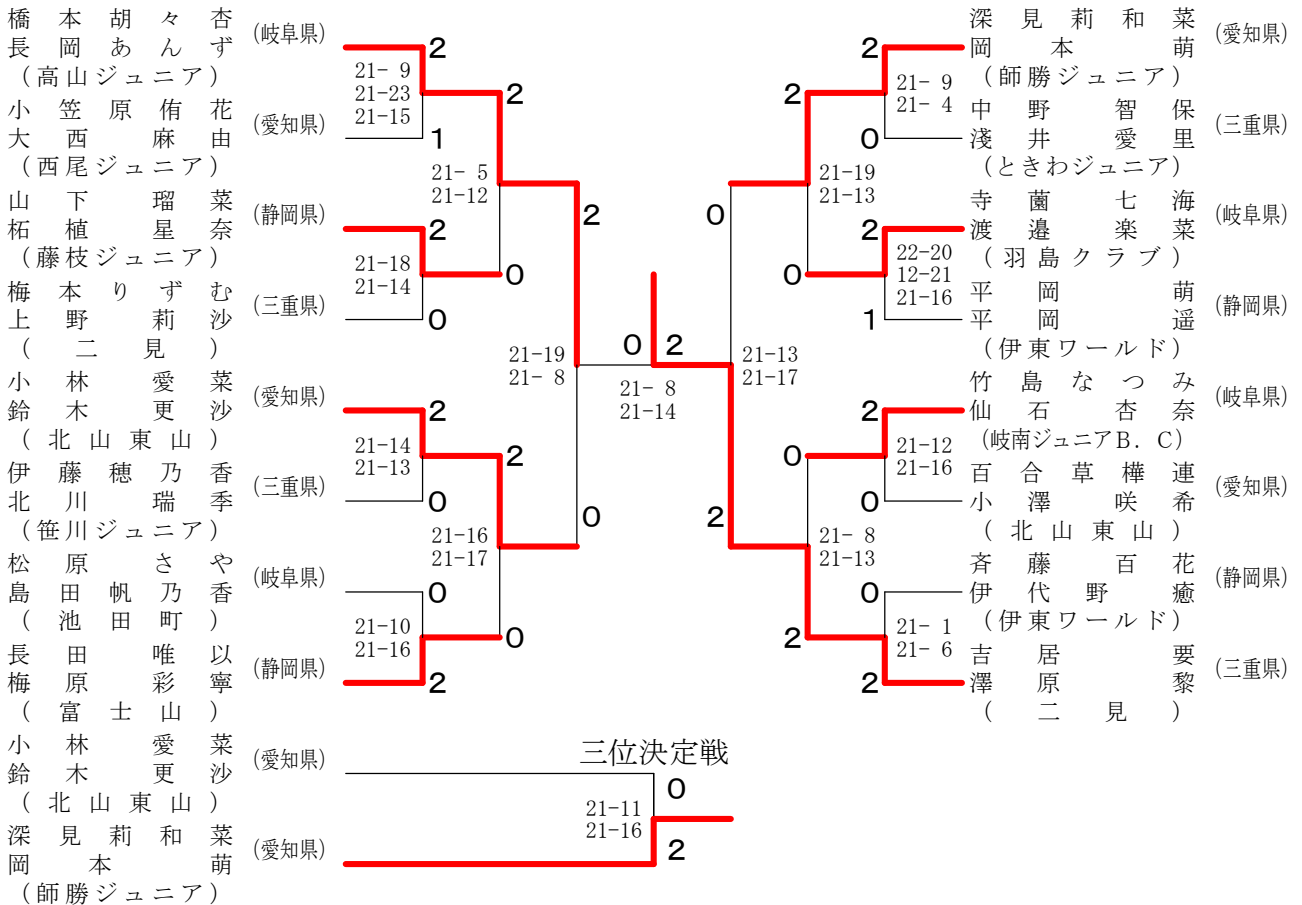 橋本胡々杏
長岡あんず
(高山ジュニア)
(岐阜県)
2
21- 9
21-23
21-15
小笠原侑花
大西麻由
(西尾ジュニア)
(愛知県)
1
2
21- 5
21-12
山下瑠菜
柘植星奈
(藤枝ジュニア)
(静岡県)
2
21-18
21-14
0
梅本りずむ
上野莉沙
(二見)
(三重県)
0
2
21-19
21- 8
小林愛菜
鈴木更沙
(北山東山)
(愛知県)
2
21-14
21-13
2
伊藤穂乃香
北川瑞季
(笹川ジュニア)
(三重県)
0
21-16
21-17
0
松原さや
島田帆乃香
(池田町)
(岐阜県)
0
21-10
21-16
0
長田唯以
梅原彩寧
(富士山)
(静岡県)
2
0 2
21- 8
21-14
深見莉和菜
岡本萌
(師勝ジュニア)
(愛知県)
2
21- 9
21- 4
2
中野智保
淺井愛里
(ときわジュニア)
(三重県)
0
21-19
21-13
0
寺薗七海
渡邉楽菜
(羽島クラブ)
(岐阜県)
2
22-20
12-21
21-16
0
平岡萌
平岡遥
(伊東ワールド)
(静岡県)
1
21-13
21-17
竹島なつみ
仙石杏奈
(岐南ジュニアB．C)
(岐阜県)
2
21-12
21-16
0
百合草樺連
小澤咲希
(北山東山)
(愛知県)
0
2
21- 8
21-13
斉藤百花
伊代野癒
(伊東ワールド)
(静岡県)
0
21- 1
21- 6
2
吉居要
澤原黎
(二見)
(三重県)
2
三位決定戦
小林愛菜
鈴木更沙
(北山東山)
(愛知県)
0
21-11
21-16
深見莉和菜
岡本萌
(師勝ジュニア)
(愛知県)
2